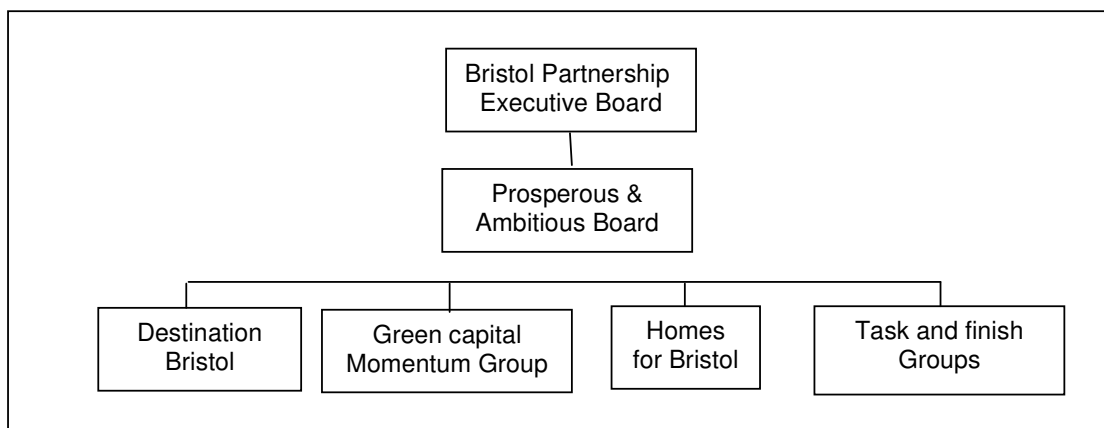 Bristol Partnership
Executive Board
Prosperous &
Ambitious Board
Destination
Bristol
Green capital
Momentum Group
Homes
for Bristol
Task and finish
Groups